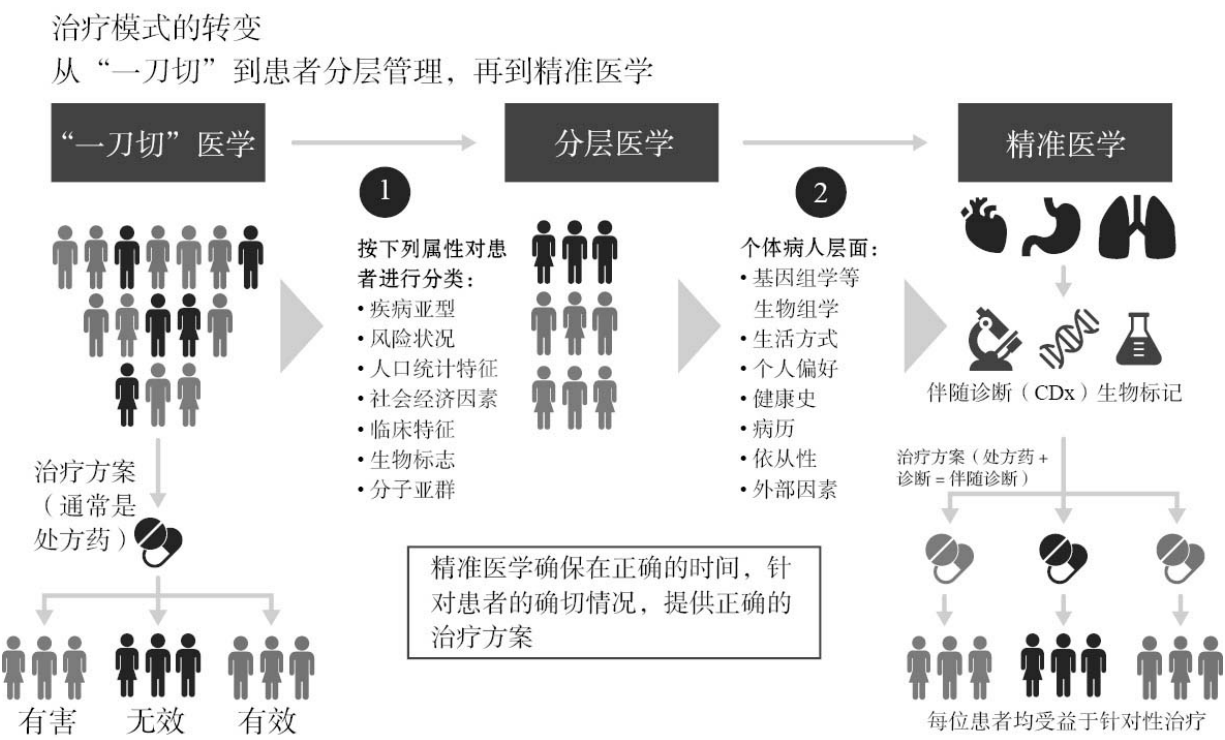 治疗模式的转变
从“一刀切”到患者分层管理，再到精准医学
“一刀切”医学
分层医学
精准医学
1
按下列属性对患
者进行分类：
•疾病亚型
•风险状况
•人口统计特征
•社会经济因素
•临床特征
•生物标志
•分子亚群
2
个体病人层面：
•基因组学等
生物组学
•生活方式
•个人偏好
•健康史
•病历
•依从性
•外部因素
伴随诊断（CDx）生物标记
治疗方案
（通常是
处方药）
治疗方案（处方药+
诊断=伴随诊断）
精准医学确保在正确的时间，针
对患者的确切情况，提供正确的
治疗方案
有害
无效
有效
每位患者均受益于针对性治疗